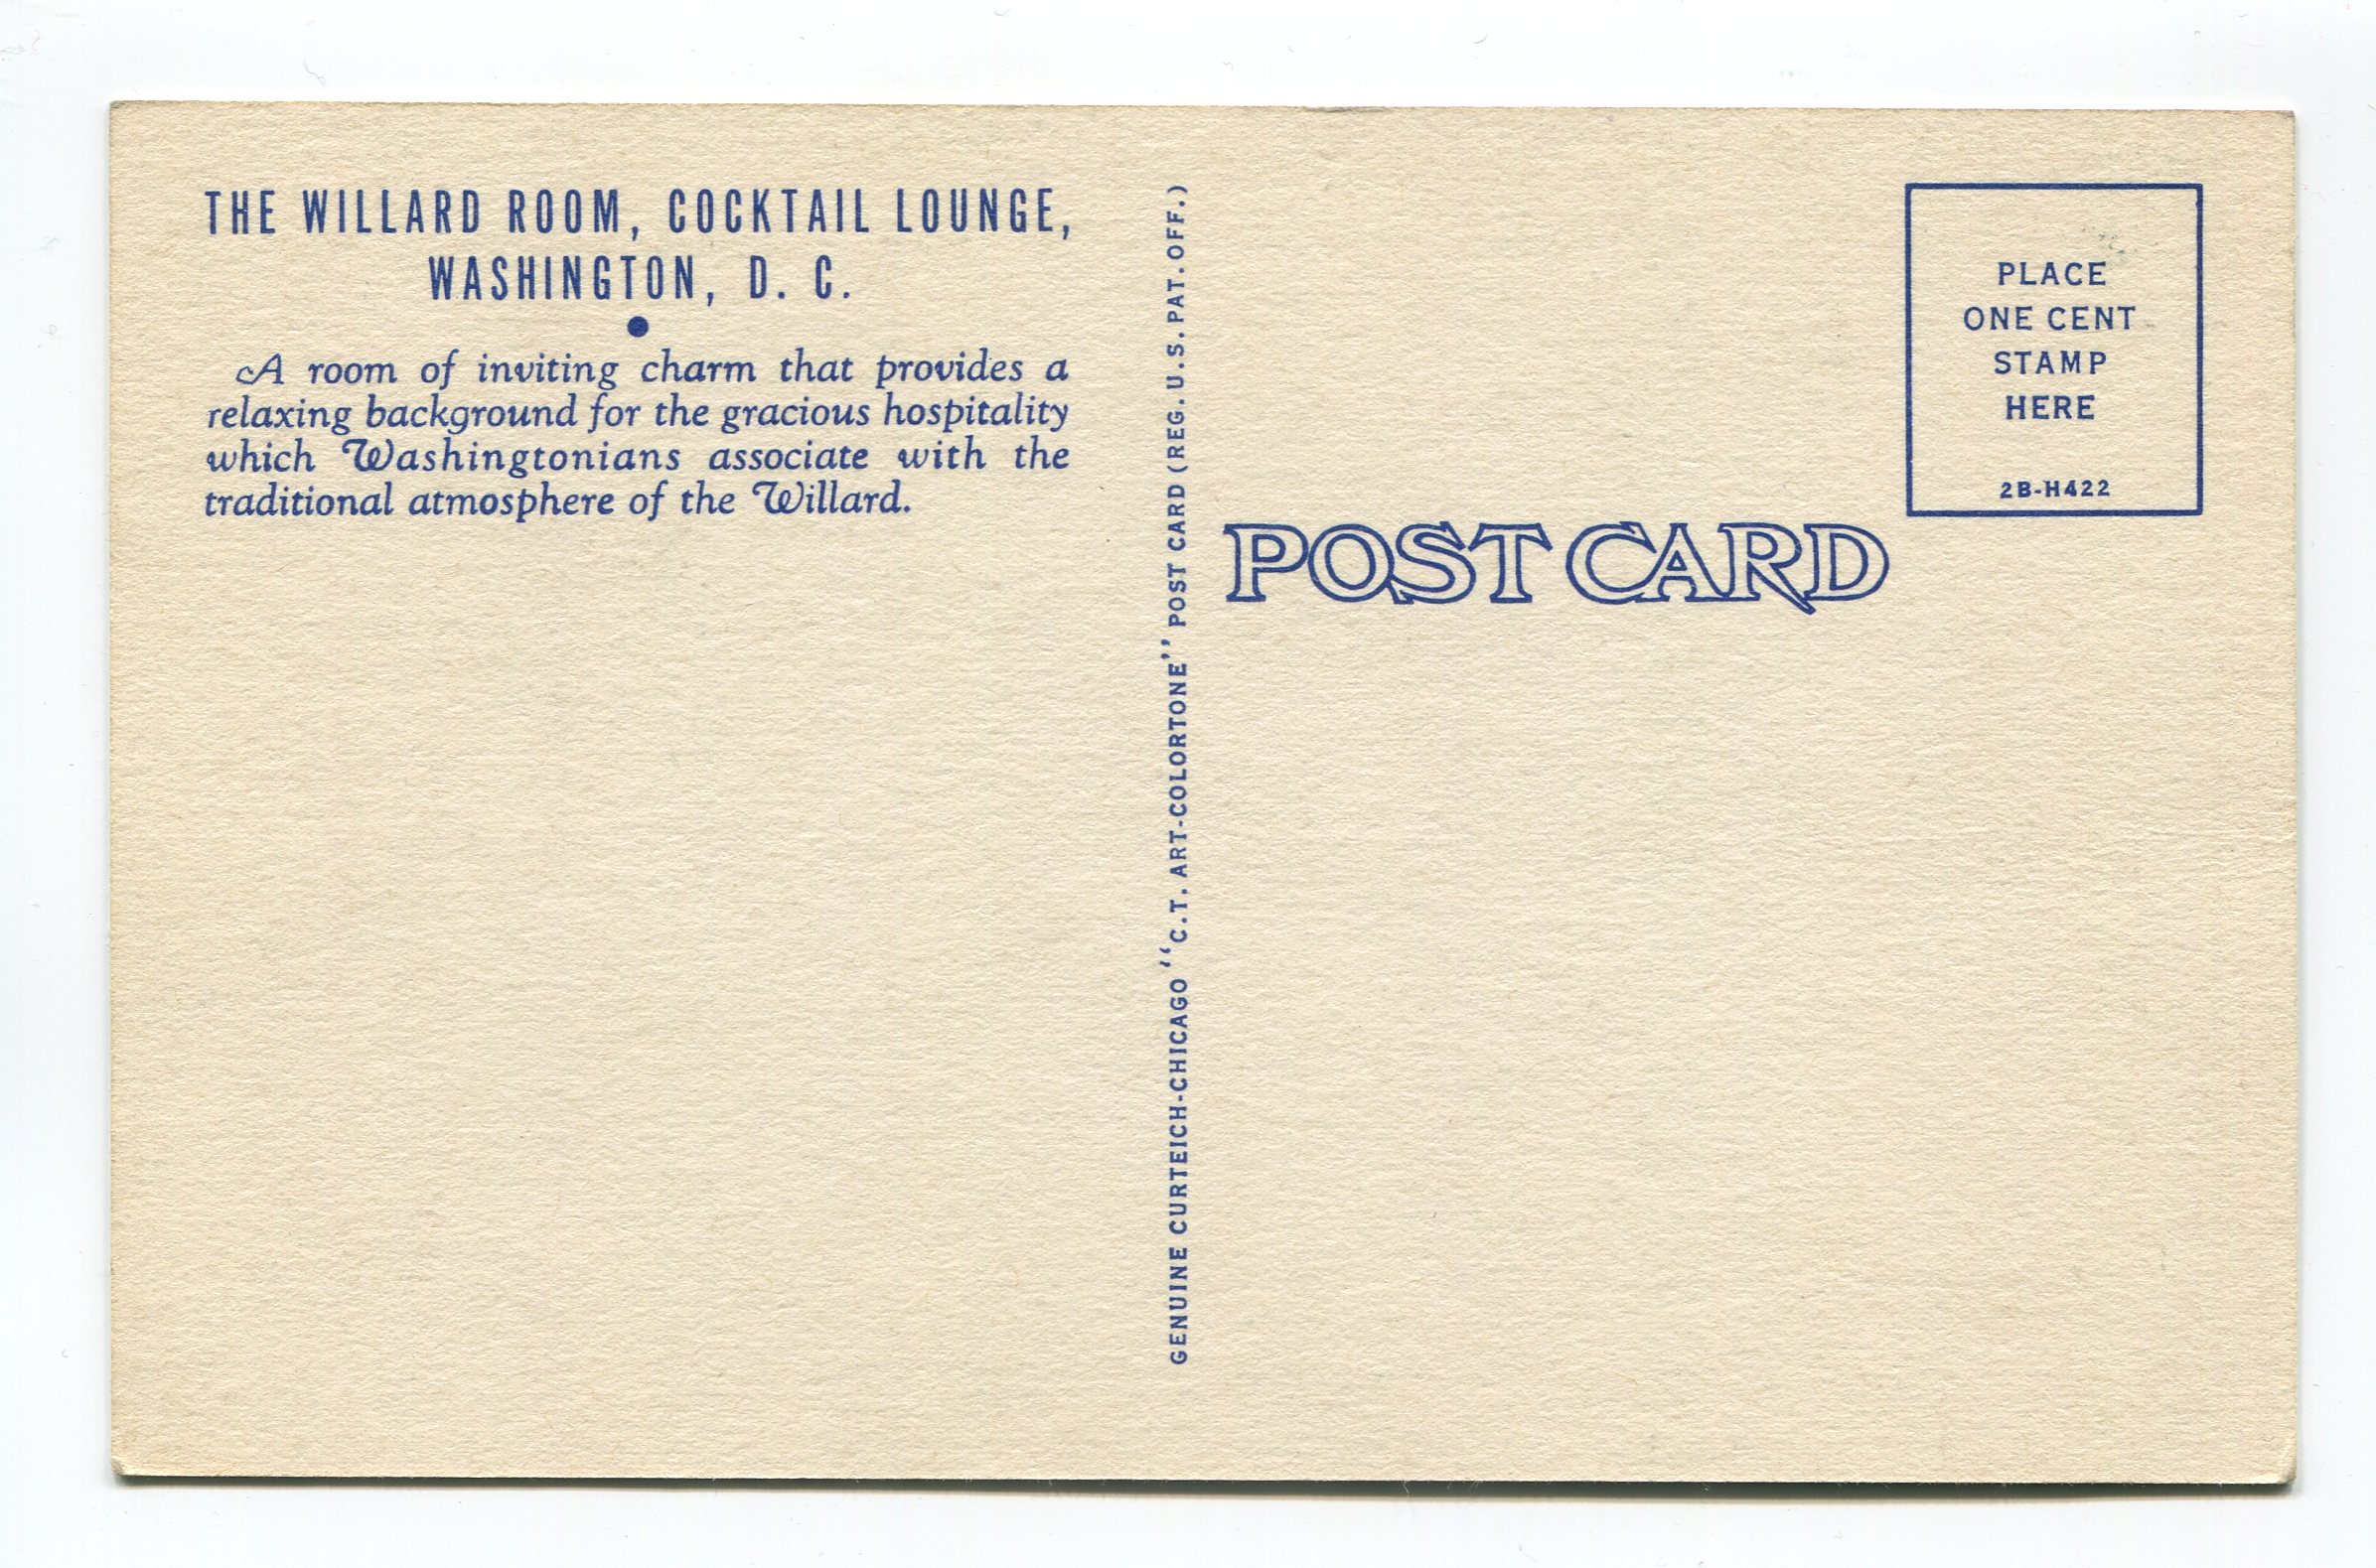 THE WILLARD ROOM, COCKTAIL LOUNGE,
WASHINGTON, D. C.
A room of inviting charm that provides a
relaxing background for the gracious hospitality
which Washingtonians associate with the
traditional atmosphere of the Willard.
GENUINE CURTEICH-CHICAGO "C.T. ART-COLORTONE" POST CARD (REG. U.S. PAT. OFF.)
POST CARD
PLACE
ONE CENT
STAMP
HERE
2B-H422